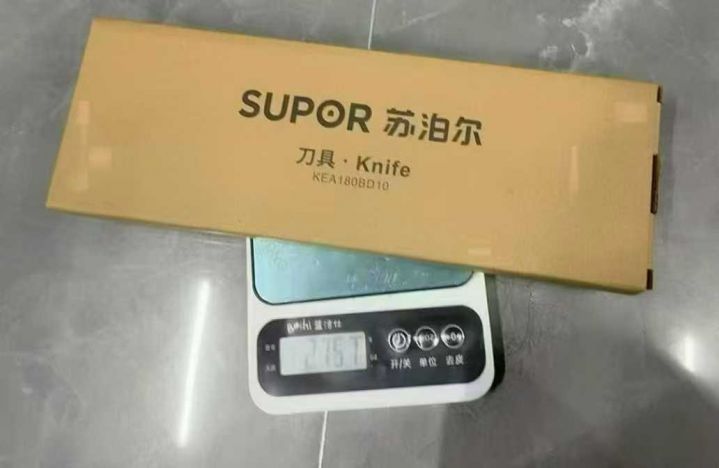 SUPOR 苏泊尔
刀具·Knife
KEA180BD10
开/关 单位 去皮